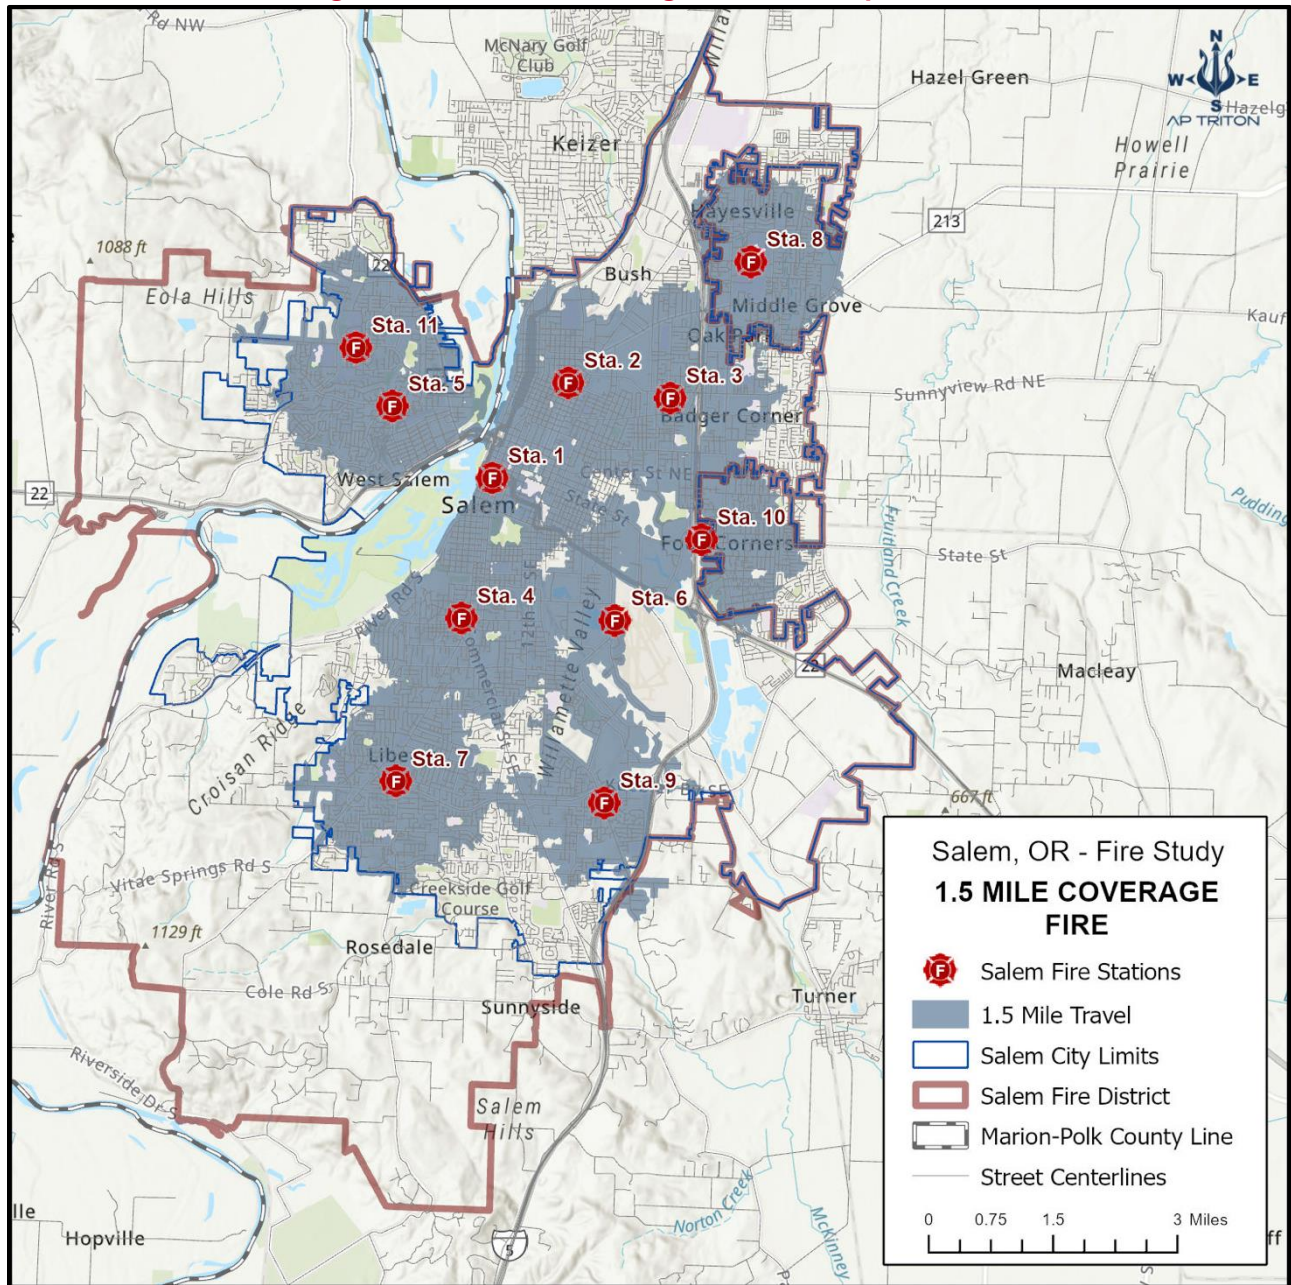 Rd NW
McNary Golf
Club
Keizer
Hazel Green
N
W
E
S
AP TRITON
Howell
Prairie
213
Hayesville
Sta. 8
1088 ft
22
Bush
Eola Hills
Middle Grove
Sta. 11
Oak Park
Sta. 2
Sta. 3
Sta. 5
Sunnyview Rd NE
Badger Corner
Sta. 1
West Salem
Center St NE
22
Salem
State St
Sta. 10
Four Corners
State St
Fruitland Creek
Pudding
Sta. 4
Sta. 6
River Rd S
12th St SE
Willamette Valley
22
Macleay
Commercial St SE
Croisan Ridge
Sta. 7
Sta. 9
667 ft
Vitae Springs Rd S
Creekside Golf
Course
River Rd S
1129 ft
Rosedale
Cole Rd S
Sunnyside
Turner
Riverside Dr S
Salem
Hills
Hopville
5
Norton Creek
McKinney
Salem, OR - Fire Study
1.5 MILE COVERAGE
FIRE
F
Salem Fire Stations
1.5 Mile Travel
Salem City Limits
Salem Fire District
Marion-Polk County Line
Street Centerlines
0 0.75 1.5 3 Miles